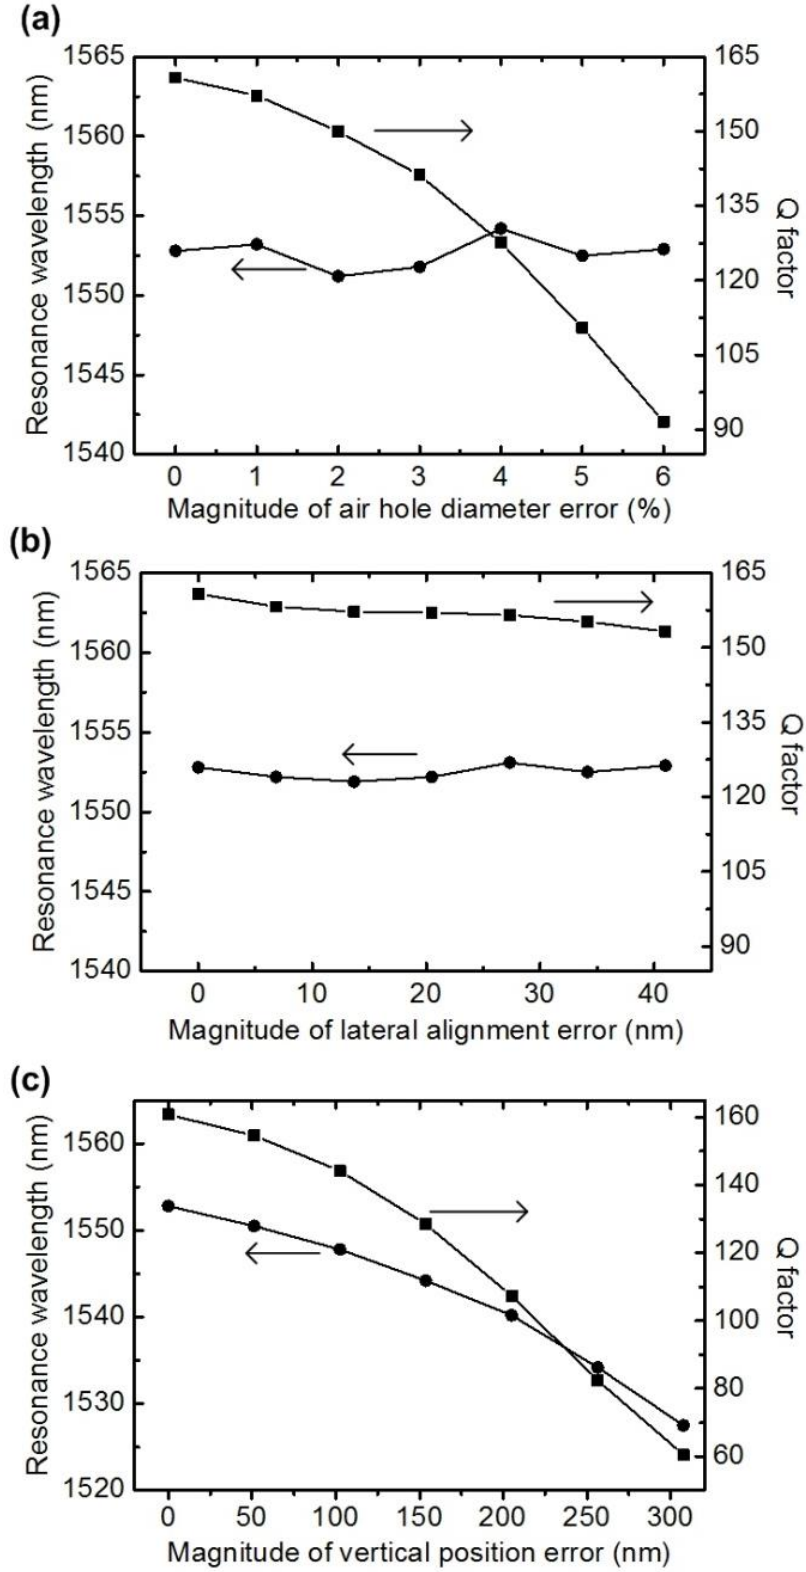 (a)
1565
1560
1555
1550
1545
1540
Resonance wavelength (nm)
165
150
135
120
105
90
Q factor
0 1 2 3 4 5 6
Magnitude of air hole diameter error (%)
(b)
1565
1560
1555
1550
1545
1540
Resonance wavelength (nm)
165
150
135
120
105
90
Q factor
0 10 20 30 40
Magnitude of lateral alignment error (nm)
(c)
1560
1550
1540
1530
1520
Resonance wavelength (nm)
160
140
120
100
80
60
Q factor
0 50 100 150 200 250 300
Magnitude of vertical position error (nm)